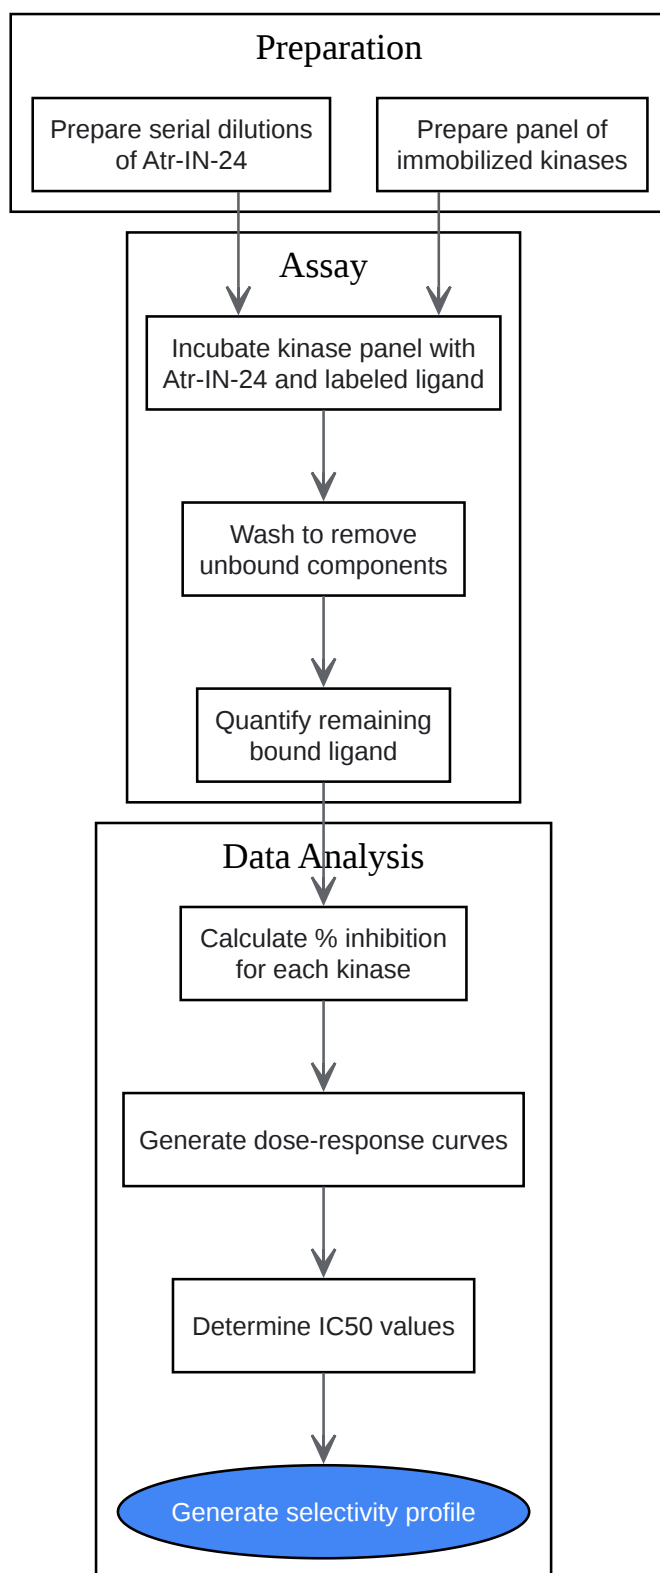 Preparation
Prepare serial dilutions
of Atr-IN-24
Prepare panel of
immobilized kinases
Assay
Incubate kinase panel with
Atr-IN-24 and labeled ligand
Wash to remove
unbound components
Quantify remaining
bound ligand
Data Analysis
Calculate % inhibition
for each kinase
Generate dose-response curves
Determine IC50 values
Generate selectivity profile